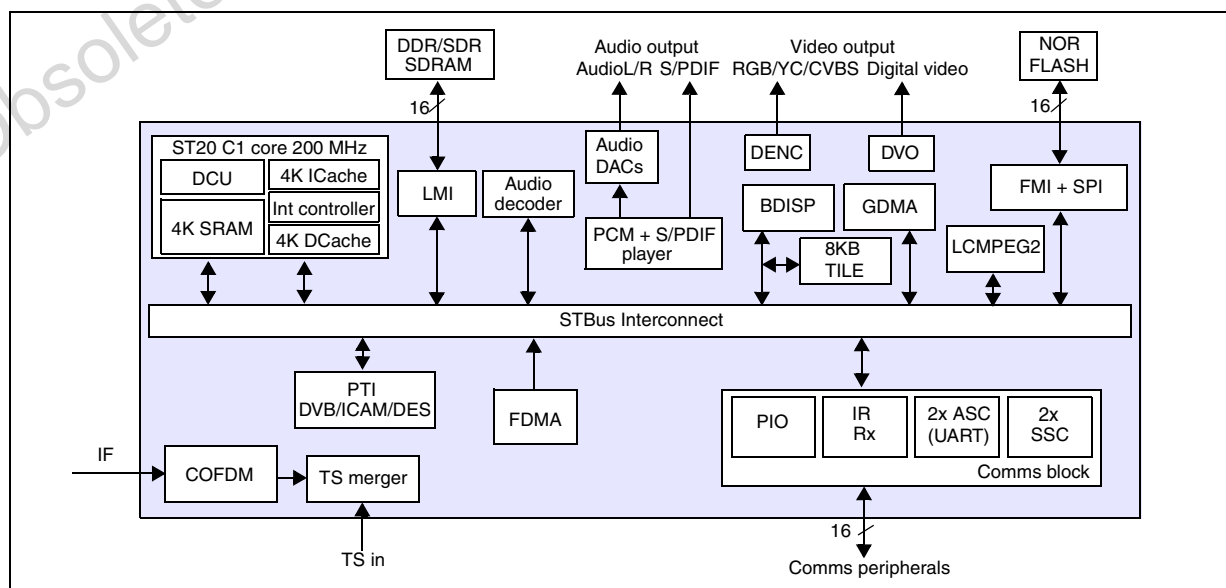 Obsolete
DDR/SDR
SDRAM
Audio output
AudioL/R S/PDIF
Video output
RGB/YC/CVBS Digital video
NOR
FLASH
16
16
ST20 C1 core 200 MHz
DCU
4K ICache
Int controller
4K SRAM
4K DCache
LMI
Audio
decoder
Audio
DACs
PCM + S/PDIF
player
DENC
DVO
BDISP
GDMA
8KB
TILE
FMI + SPI
LCMPEG2
STBus Interconnect
PTI
DVB/ICAM/DES
FDMA
PIO
IR
Rx
2x ASC
(UART)
2x
SSC
Comms block
IF
COFDM
TS merger
TS in
16
Comms peripherals